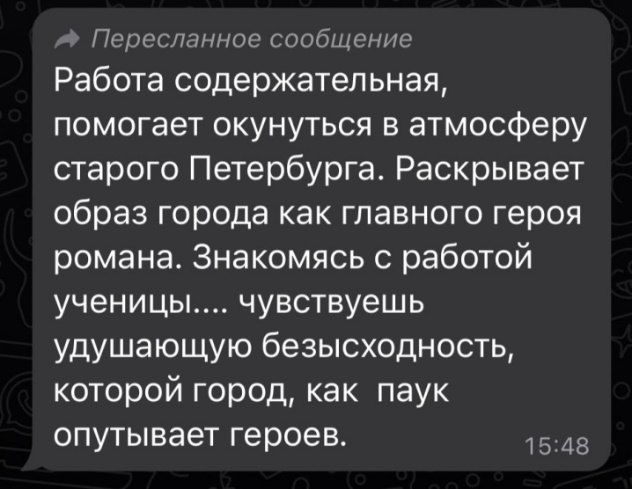 Пересланное сообщение
Работа содержательная,
помогает окунуться в атмосферу
старого Петербурга. Раскрывает
образ города как главного героя
романа. Знакомясь с работой
ученицы.... чувствуешь
удушающую безысходность,
которой город, как  паук
опутывает героев.
15:48